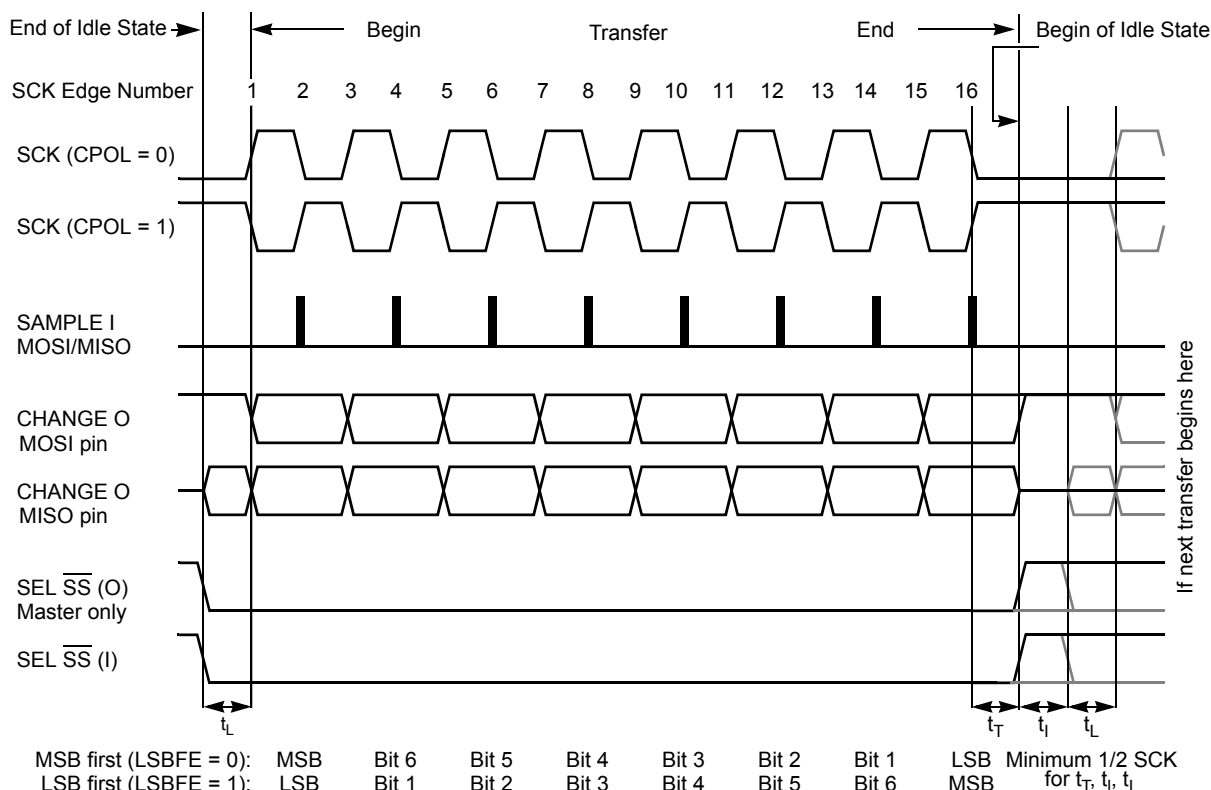 End of Idle State
Begin
Transfer
End
Begin of Idle State
SCK Edge Number
1 2 3 4 5 6 7 8 9 10 11 12 13 14 15 16
SCK (CPOL = 0)
SCK (CPOL = 1)
SAMPLE I
MOSI/MISO
CHANGE O
MOSI pin
CHANGE O
MISO pin
SEL SS (O)
Master only
SEL SS (I)
If next transfer begins here
tL
tT
tI
tL
MSB first (LSBFE = 0): MSB Bit 6 Bit 5 Bit 4 Bit 3 Bit 2 Bit 1 LSB
LSB first (LSBFE = 1): LSB Bit 1 Bit 2 Bit 3 Bit 4 Bit 5 Bit 6 MSB
Minimum 1/2 SCK
for tT, tI, tL